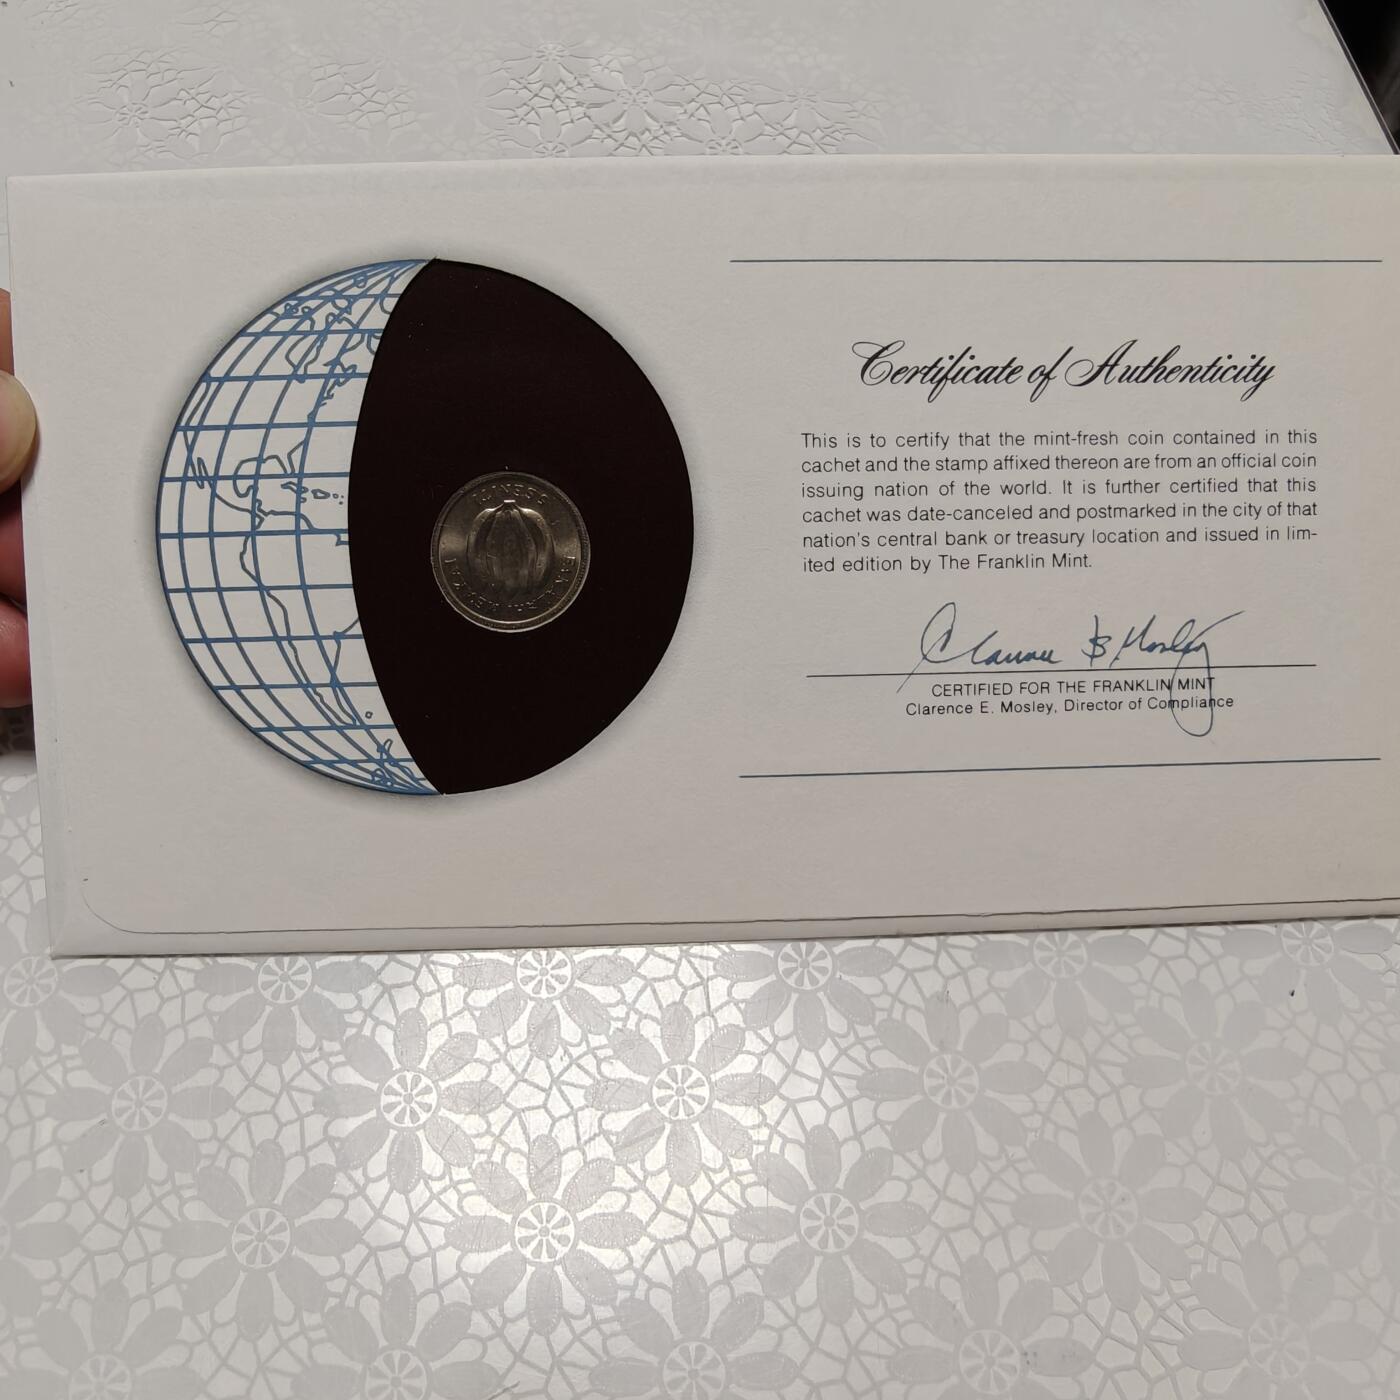 Certificate of Authenticity
This is to certify that the mint-fresh coin contained in this
cachet and the stamp affixed thereon are from an official coin
issuing nation of the world. It is further certified that this
cachet was date-canceled and postmarked in the city of that
nation's central bank or treasury location and issued in lim-
ited edition by The Franklin Mint.
Clarence E Mosley
CERTIFIED FOR THE FRANKLIN MINT
Clarence E. Mosley, Director of Compliance